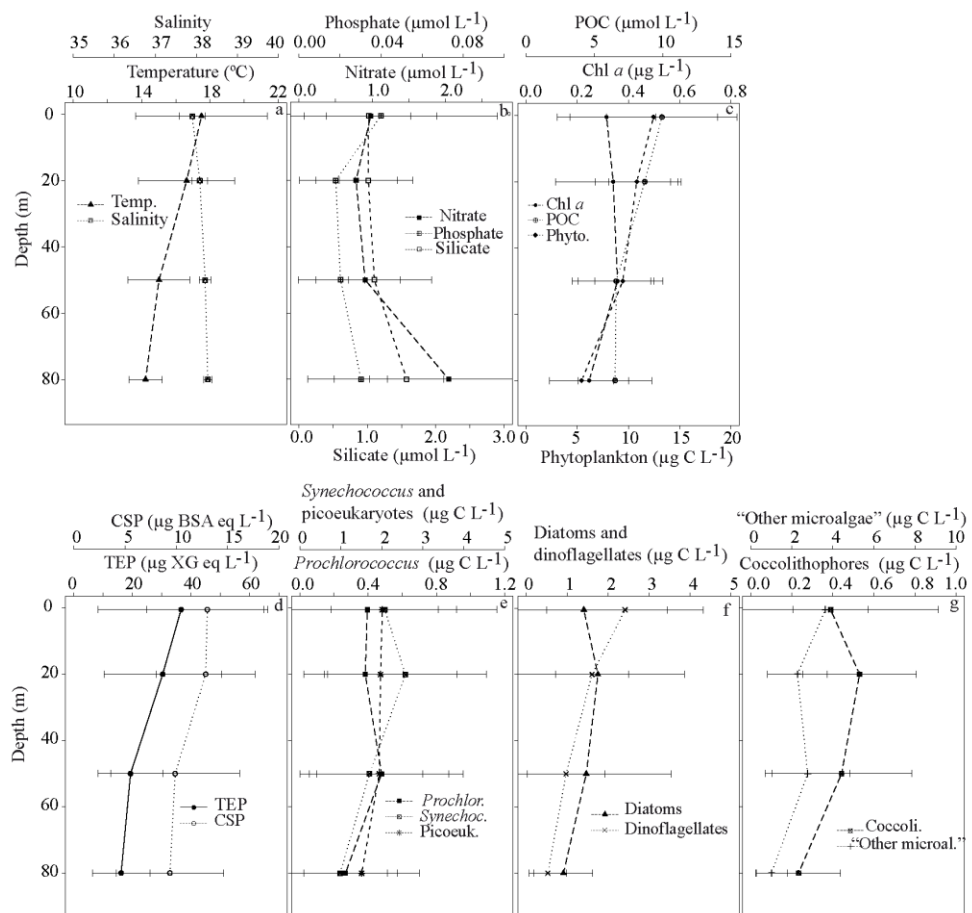 Salinity
35 36 37 38 39 40
Temperature (ºC)
10 14 18 22
a
Phosphate (µmol L-1)
0.00 0.04 0.08
Nitrate (µmol L-1)
0.0 1.0 2.0
b.
POC (µmol L-1)
0 5 10 15
Chl a (µg L-1)
0.0 0.2 0.4 0.6 0.8
c
Depth (m)
0
20
40
60
80
Temp.
Salinity
Nitrate
Phosphate
Silicate
Chl a
POC
Phyto.
0.0 1.0 2.0 3.0
Silicate (µmol L-1)
0 5 10 15 20
Phytoplankton (µg C L-1)
CSP (µg BSA eq L-1)
0 5 10 15 20
TEP (µg XG eq L-1)
0 20 40 60
d
Synechococcus and
picoeukaryotes (µg C L-1)
0 1 2 3 4 5
Prochlorococcus (µg C L-1)
0.0 0.4 0.8 1.2
e
Diatoms and
dinoflagellates (µg C L-1)
0 1 2 3 4 5
f
"Other microalgae" (µg C L-1)
0 2 4 6 8 10
Coccolithophores (µg C L-1)
0.0 0.2 0.4 0.6 0.8 1.0
g
Depth (m)
0
20
40
60
80
TEP
CSP
Prochlor.
Synechoc.
Picoeuk.
Diatoms
Dinoflagellates
Coccoli.
"Other microal."